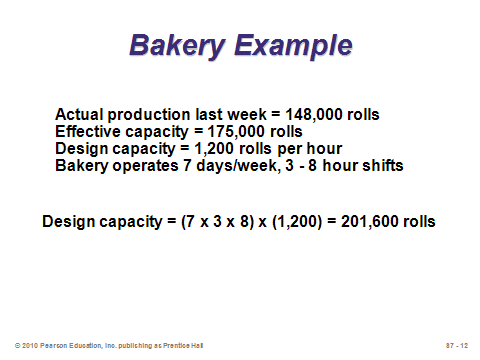 Bakery Example
Actual production last week = 148,000 rolls
Effective capacity = 175,000 rolls
Design capacity = 1,200 rolls per hour
Bakery operates 7 days/week, 3 - 8 hour shifts
Design capacity = (7 x 3 x 8) x (1,200) = 201,600 rolls
© 2010 Pearson Education, Inc. publishing as Prentice Hall
S7 - 12